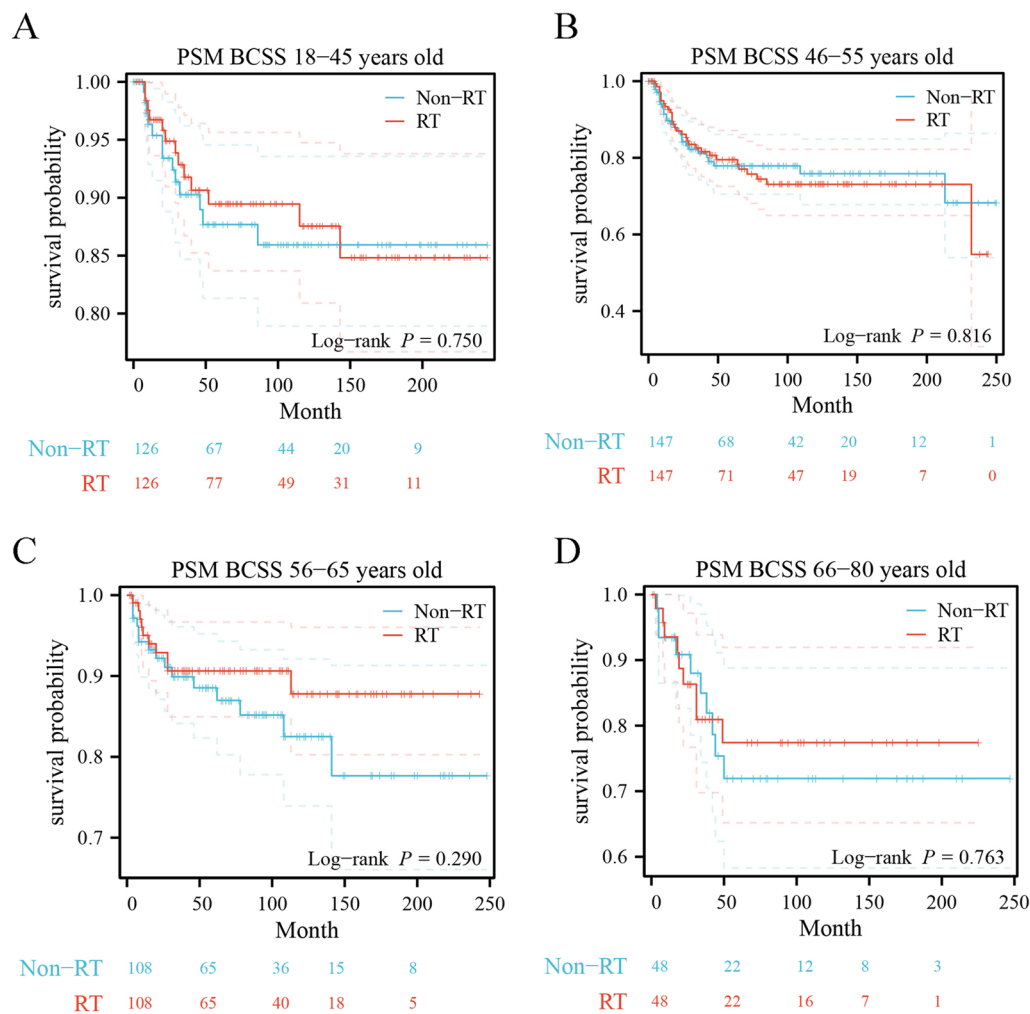 A
PSM BCSS 18−45 years old
survival probability
1.00
0.95
0.90
0.85
0.80
Non−RT
RT
Log−rank P = 0.750
0 50 100 150 200
Month
Non−RT 126 67 44 20 9
RT 126 77 49 31 11
B
PSM BCSS 46−55 years old
survival probability
1.0
0.8
0.6
0.4
Non−RT
RT
Log−rank P = 0.816
0 50 100 150 200 250
Month
Non−RT 147 68 42 20 12 1
RT 147 71 47 19 7 0
C
PSM BCSS 56−65 years old
survival probability
1.0
0.9
0.8
0.7
Non−RT
RT
Log−rank P = 0.290
0 50 100 150 200 250
Month
Non−RT 108 65 36 15 8
RT 108 65 40 18 5
D
PSM BCSS 66−80 years old
survival probability
1.0
0.9
0.8
0.7
0.6
Non−RT
RT
Log−rank P = 0.763
0 50 100 150 200 250
Month
Non−RT 48 22 12 8 3
RT 48 22 16 7 1